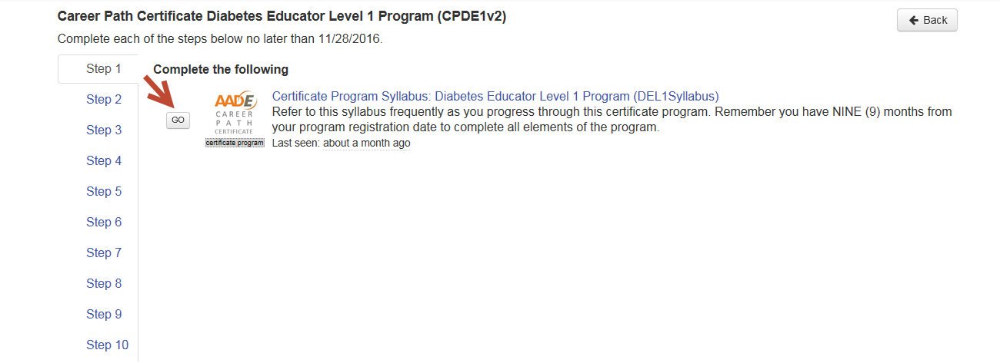 Career Path Certificate Diabetes Educator Level 1 Program (CPDE1v2)
Back
Complete each of the steps below no later than 11/28/2016.
Step 1
Step 2
Step 3
Step 4
Step 5
Step 6
Step 7
Step 8
Step 9
Step 10
Complete the following
GO
AADE
CAREER
PATH
CERTIFICATE
certificate program
Certificate Program Syllabus: Diabetes Educator Level 1 Program (DEL1Syllabus)
Refer to this syllabus frequently as you progress through this certificate program. Remember you have NINE (9) months from
your program registration date to complete all elements of the program.
Last seen: about a month ago